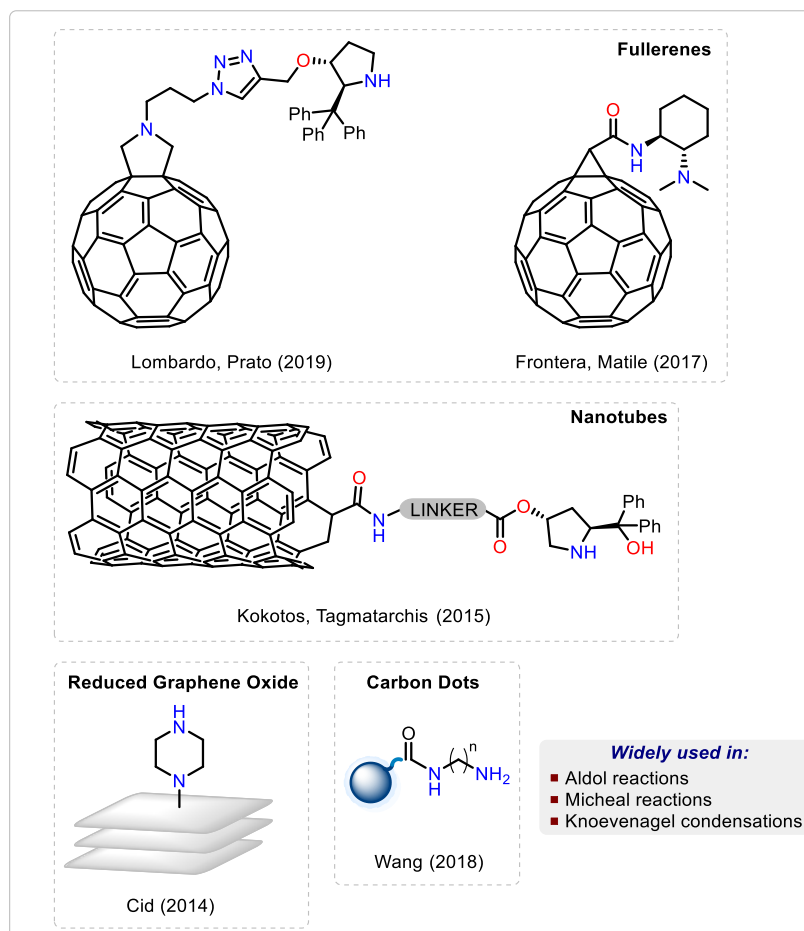 Fullerenes
N
N
N
O
NH
Ph
Ph
Ph
N
O
N
H
N
Lombardo, Prato (2019)
Frontera, Matile (2017)
Nanotubes
O
N
H
LINKER
O
O
Ph
Ph
NH
OH
Kokotos, Tagmatarchis (2015)
Reduced Graphene Oxide
H
N
N
Cid (2014)
Carbon Dots
O
n
N
H
NH2
Wang (2018)
Widely used in:
Aldol reactions
Micheal reactions
Knoevenagel condensations